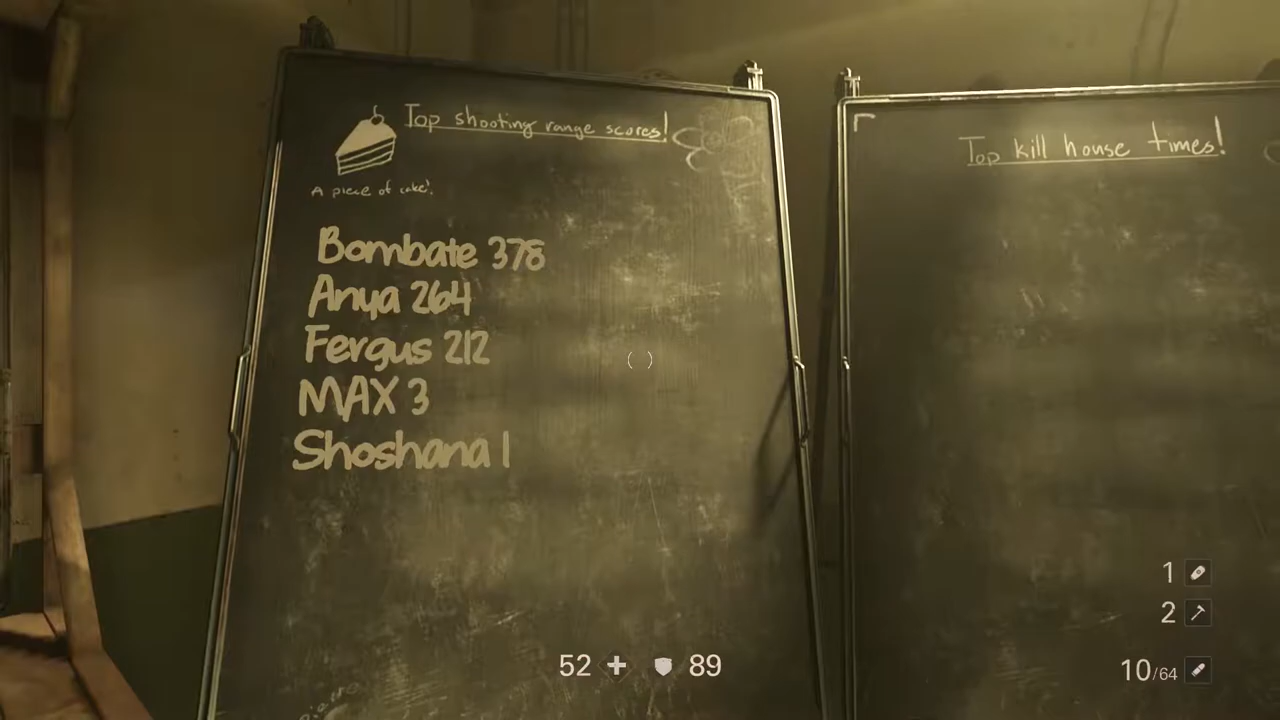 Top shooting range scores!
A piece of cake!
Bombate 378
Anya 264
Fergus 212
MAX 3
Shoshana 1
Top kill house times!
1
2
52 89
10/64